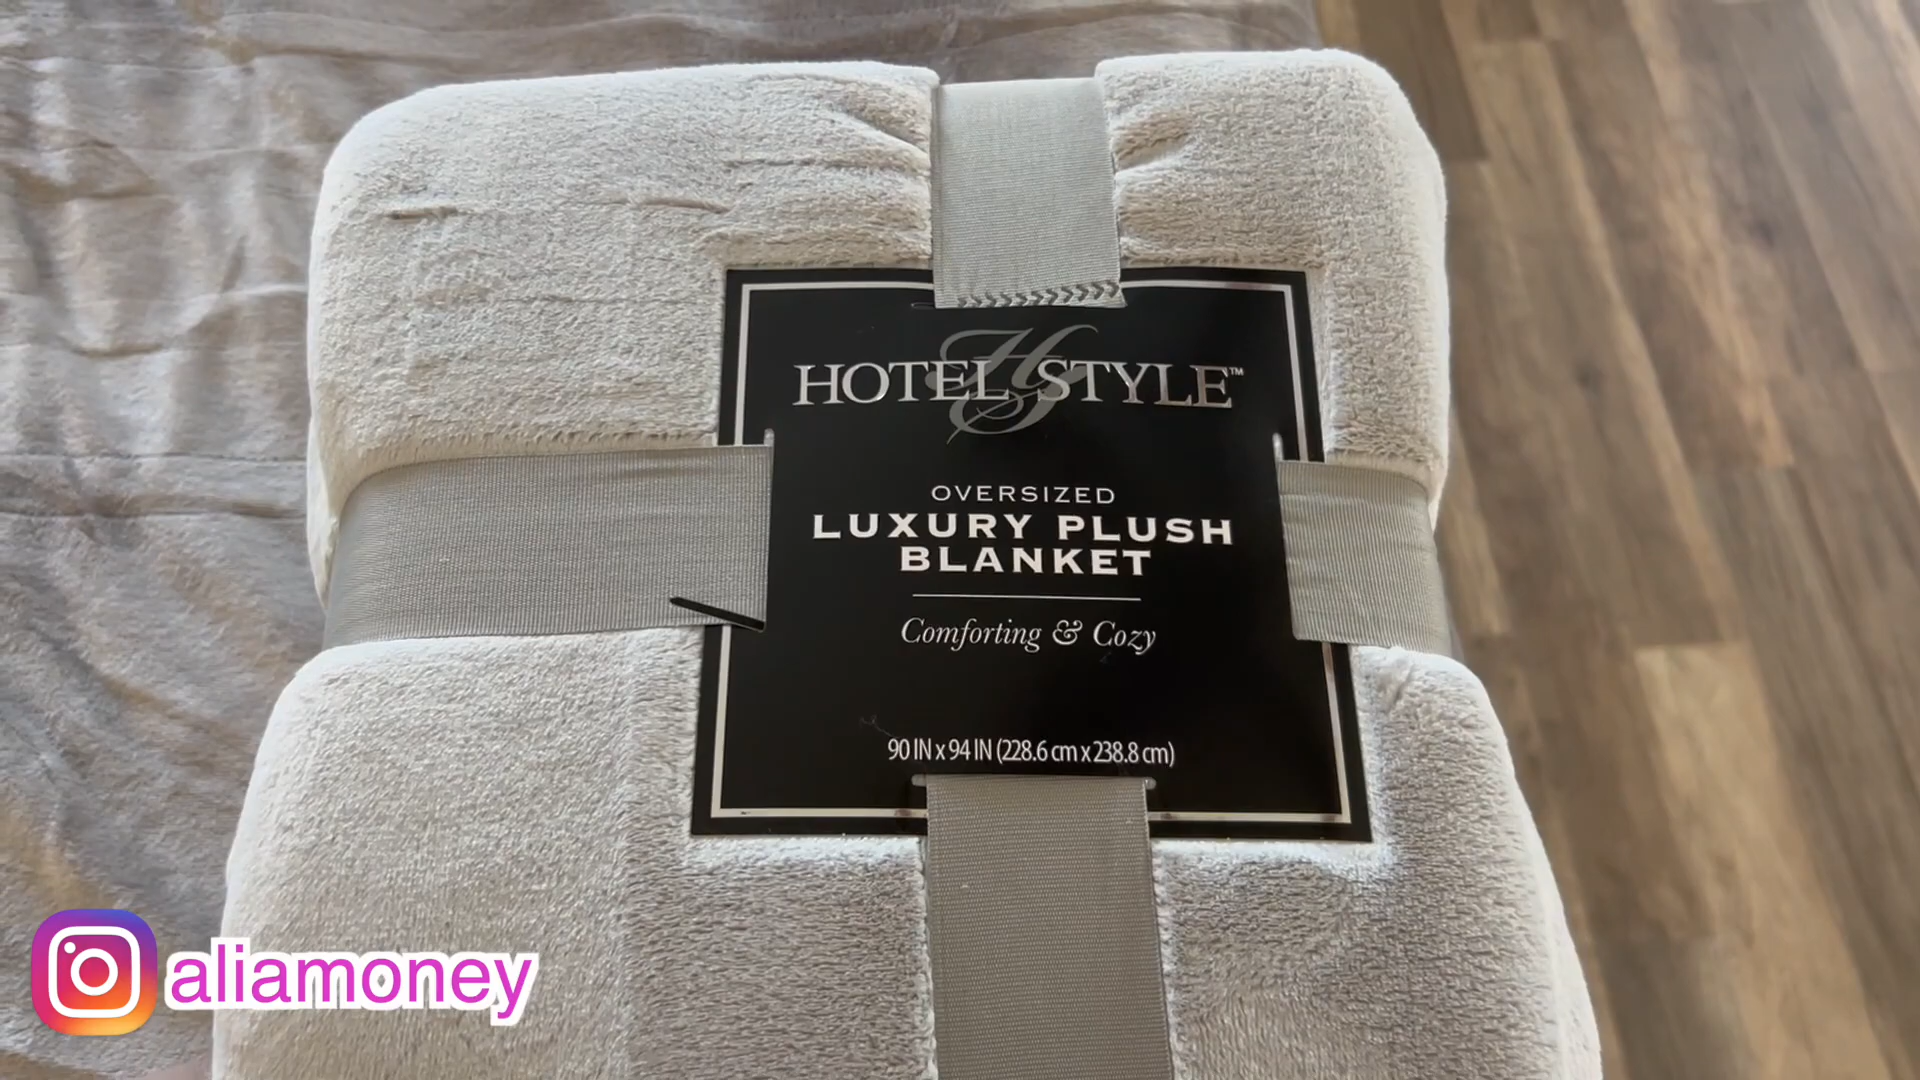 HOTEL STYLE™
OVERSIZED
LUXURY PLUSH
BLANKET
Comforting & Cozy
90 IN x 94 IN (228.6 cm x 238.8 cm)
aliamoney